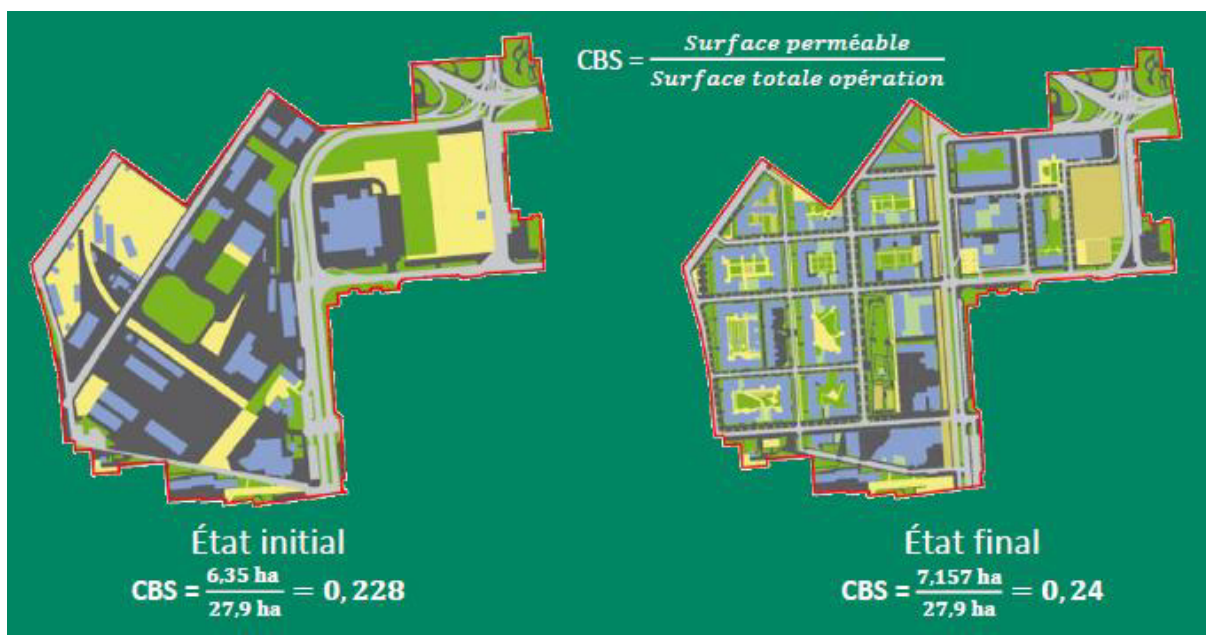 CBS = Surface perméable / Surface totale opération
État initial
CBS = 6,35 ha / 27,9 ha = 0,228
État final
CBS = 7,157 ha / 27,9 ha = 0,24